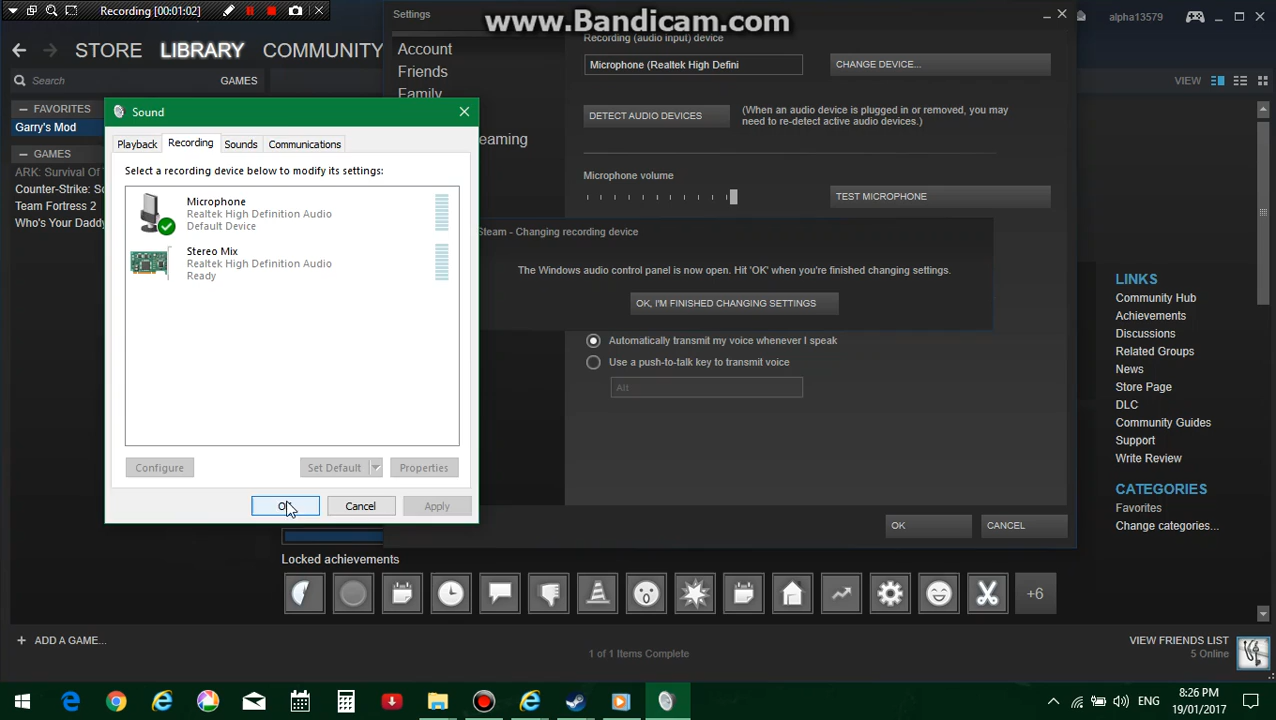 Recording [00:01:02]
www.Bandicam.com
Settings
alpha13579
STORE LIBRARY COMMUNITY
Search
GAMES
VIEW
FAVORITES
Garry's Mod
GAMES
ARK: Survival Of
Counter-Strike: Sc
Team Fortress 2
Who's Your Daddy
Account
Friends
Family
eaming
Recording (audio input) device
Microphone (Realtek High Defini
CHANGE DEVICE...
DETECT AUDIO DEVICES
(When an audio device is plugged in or removed, you may
need to re-detect active audio devices.)
Microphone volume
TEST MICROPHONE
Steam - Changing recording device
The Windows audio control panel is now open. Hit 'OK' when you're finished changing settings.
OK, I'M FINISHED CHANGING SETTINGS
Automatically transmit my voice whenever I speak
Use a push-to-talk key to transmit voice
Alt
OK
CANCEL
Sound
Playback
Recording
Sounds
Communications
Select a recording device below to modify its settings:
Microphone
Realtek High Definition Audio
Default Device
Stereo Mix
Realtek High Definition Audio
Ready
Configure
Set Default
Properties
Cancel
Apply
LINKS
Community Hub
Achievements
Discussions
Related Groups
News
Store Page
DLC
Community Guides
Support
Write Review
CATEGORIES
Favorites
Change categories...
Locked achievements
+6
ADD A GAME...
1 of 1 Items Complete
VIEW FRIENDS LIST
5 Online
ENG
8:26 PM
19/01/2017